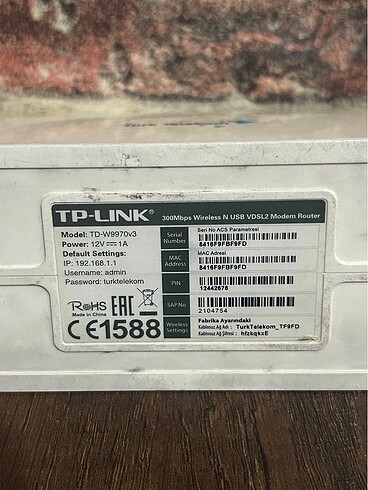 TP-LINK® 300Mbps Wireless N USB VDSL2 Modem Router
Model: TD-W9970v3
Power: 12V⎓1A
Default Settings:
IP: 192.168.1.1
Username: admin
Password: turktelekom
RoHS
Made in China
EAC
CE1588
Serial Number
Seri No ACS Parametresi
8416F9FBF9FD
MAC Address
MAC Adresi
8416F9FBF9FD
PIN
12442676
SAP No
2104754
Wireless Settings
Fabrika Ayarındaki
Kablosuz Ağ Adı : TurkTelekom_TF9FD
Kablosuz Ağ Şifresi : hfzkqkxE